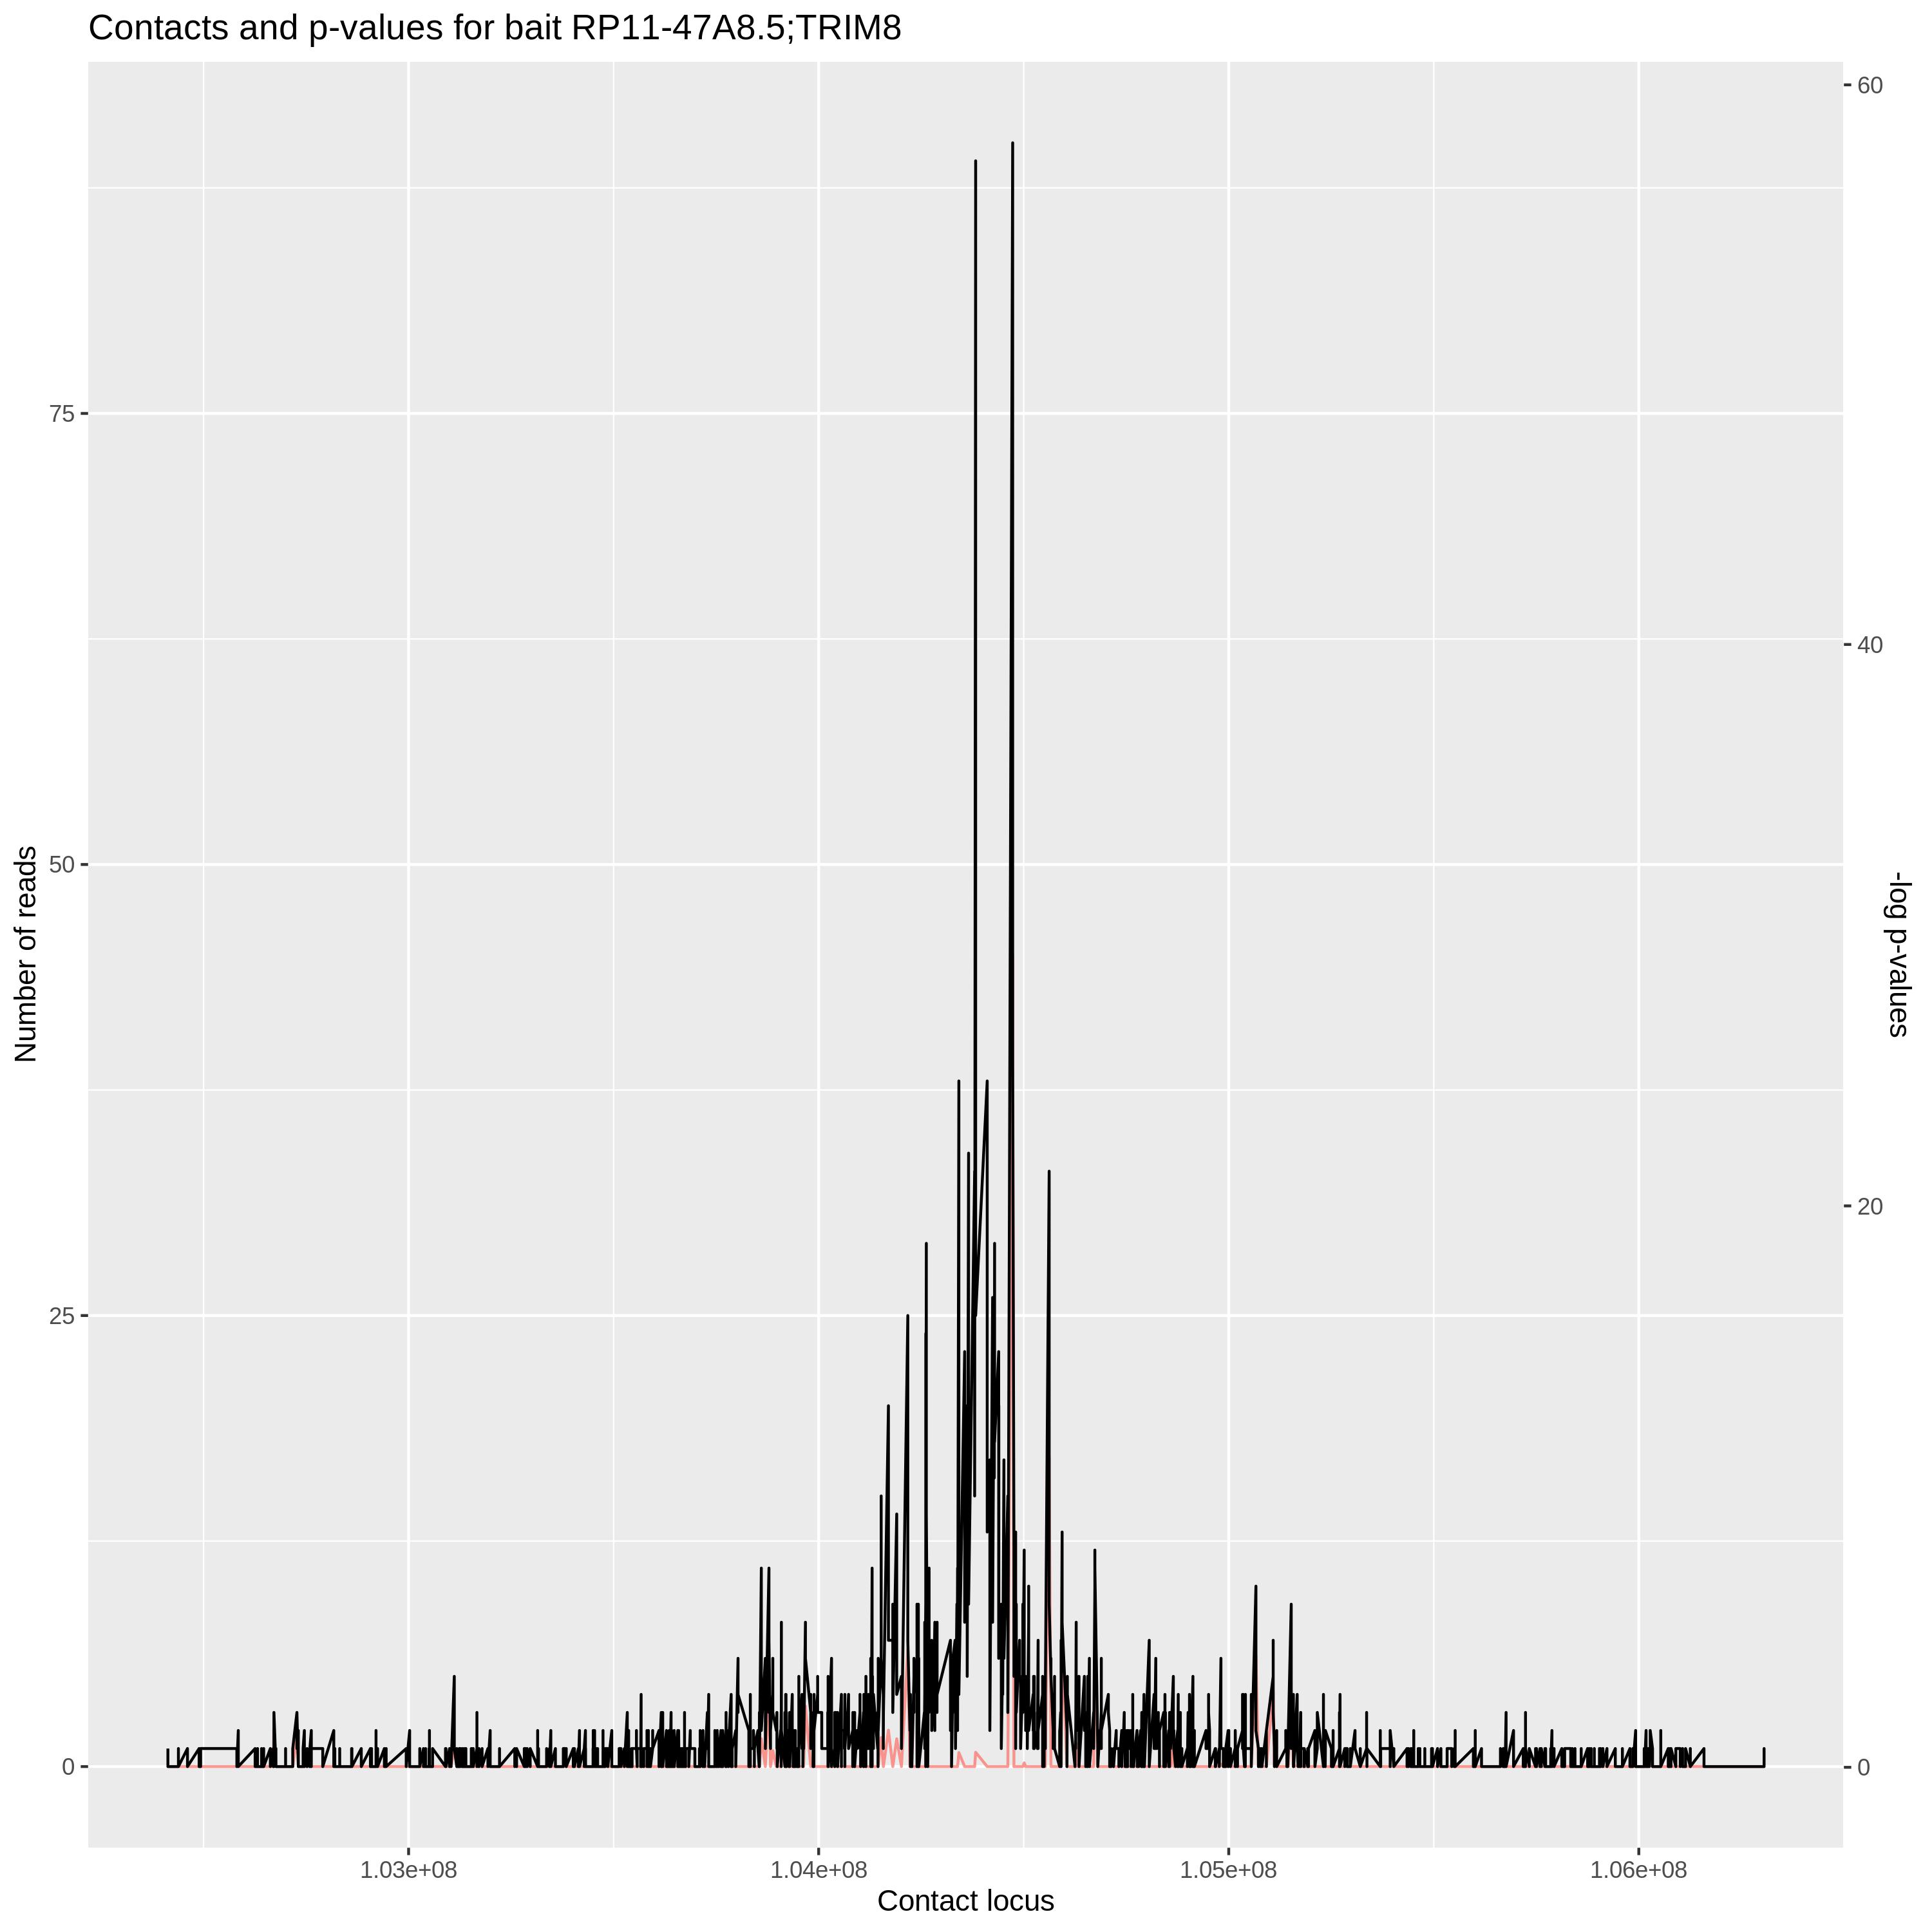 Contacts and p-values for bait RP11-47A8.5;TRIM8
60
75
40
50
Number of reads
-log p-values
20
25
0
0
1.03e+08
1.04e+08
1.05e+08
1.06e+08
Contact locus